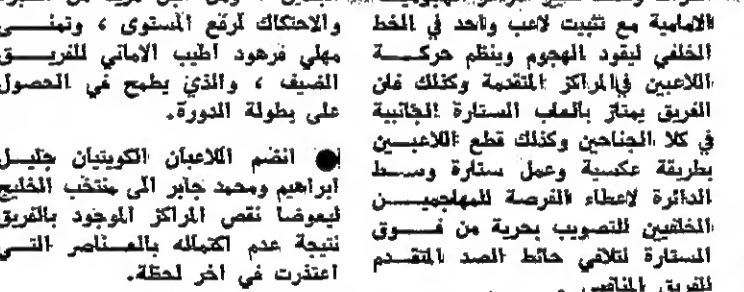 الامامية مع تثبيت لاعب واحد في الخط
الخلفي ليقود الهجوم وينظم حركة
اللاعبين في المراكز المتقدمة وكذلك فان
الفريق يمتاز بالعاب الستارة الجانبية
في كلا الجناحين وكذلك قطع اللاعبين
بطريقة عكسية وعمل ستارة وسط
الدائرة لاعطاء الفرصة للمهاجمين
الخلفيين للتصويب بحرية من فوق
الستارة لتلافي حائط الصد المتقدم
للفريق المنافس
والاحتكاك لرفع المستوى ، وتمنى
مهلي فرهود اطيب الاماني للفريق
الضيف ، والذي يطمح في الحصول
على بطولة الدورة.
● انضم اللاعبان الكويتيان جليل
ابراهيم ومحمد جابر الى منتخب الخليج
ليعوضا نقص المراكز الموجود بالفريق
نتيجة عدم اكتماله بالعناصر التي
اعتذرت في اخر لحظة.